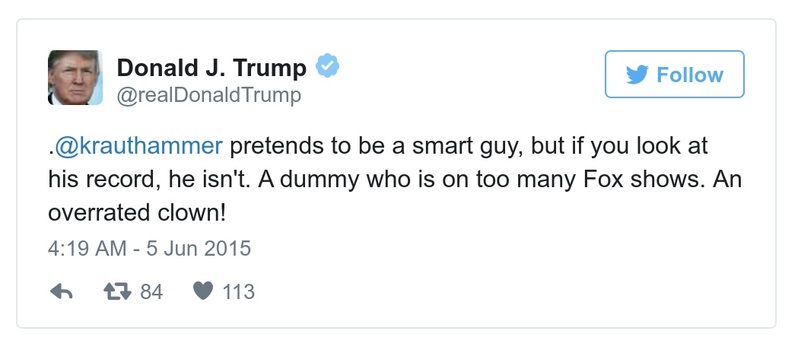 Donald J. Trump
@realDonaldTrump
Follow
.@krauthammer pretends to be a smart guy, but if you look at
his record, he isn't. A dummy who is on too many Fox shows. An
overrated clown!
4:19 AM - 5 Jun 2015
84 113